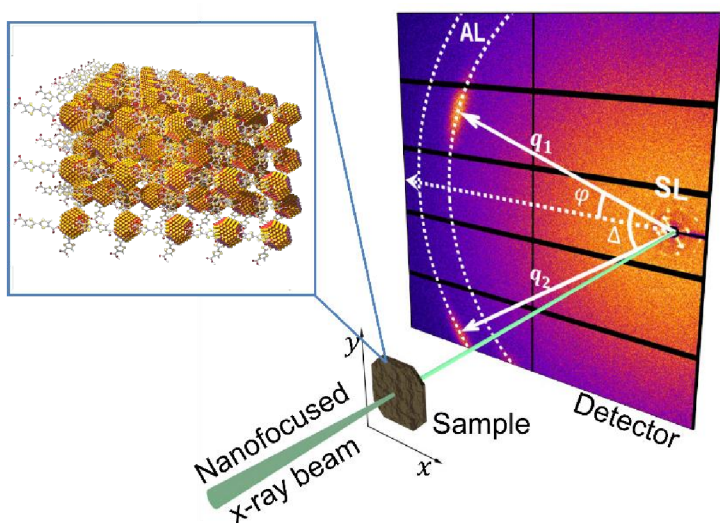 AL
q₁
SL
φ
Δ
q₂
y
Sample
x
Detector
Nanofocused
x-ray beam